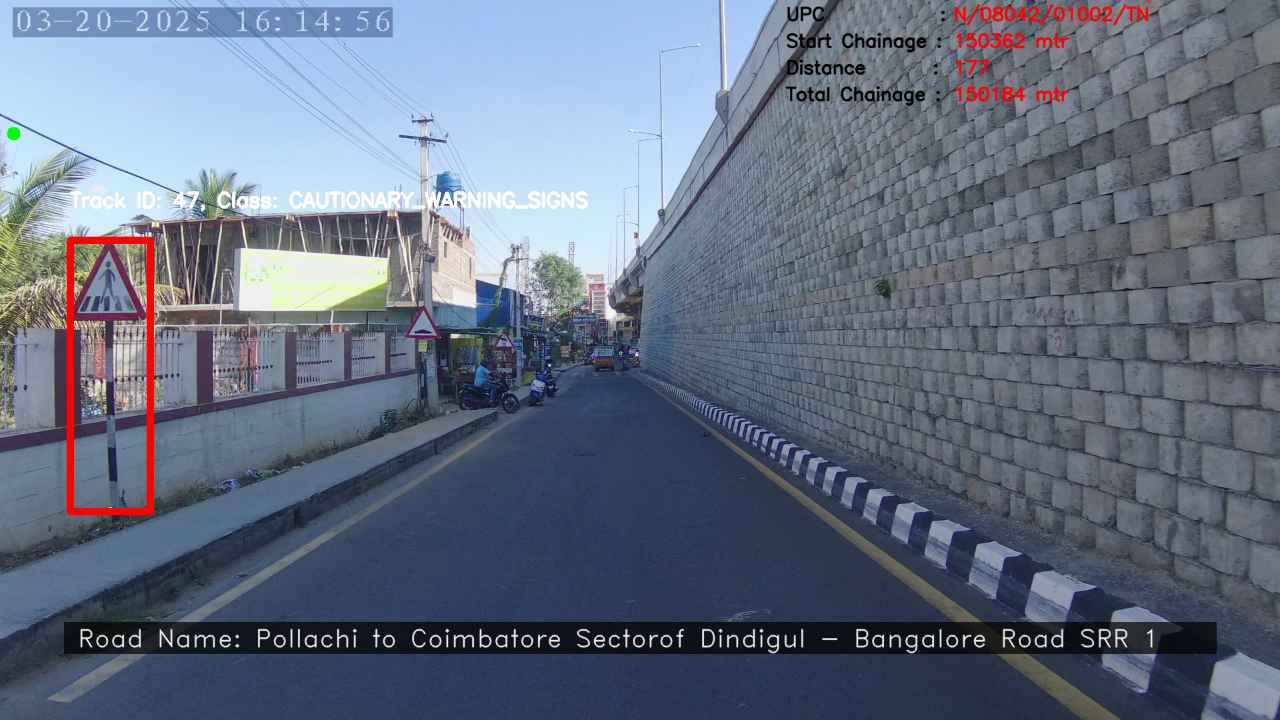 03-20-2025 16:14:56
UPC : N/08042/01002/TN
Start Chainage : 150362 mtr
Distance : 177
Total Chainage : 150184 mtr
Track ID: 47, Class: CAUTIONARY_WARNING_SIGNS
Road Name: Pollachi to Coimbatore Sectorof Dindigul - Bangalore Road SRR 1